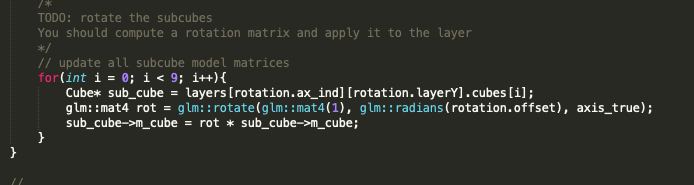 /*
TODO: rotate the subcubes
You should compute a rotation matrix and apply it to the layer
*/
// update all subcube model matrices
for(int i = 0; i < 9; i++){
Cube* sub_cube = layers[rotation.ax_ind][rotation.layerY].cubes[i];
glm::mat4 rot = glm::rotate(glm::mat4(1), glm::radians(rotation.offset), axis_true);
sub_cube->m_cube = rot * sub_cube->m_cube;
}
}
//